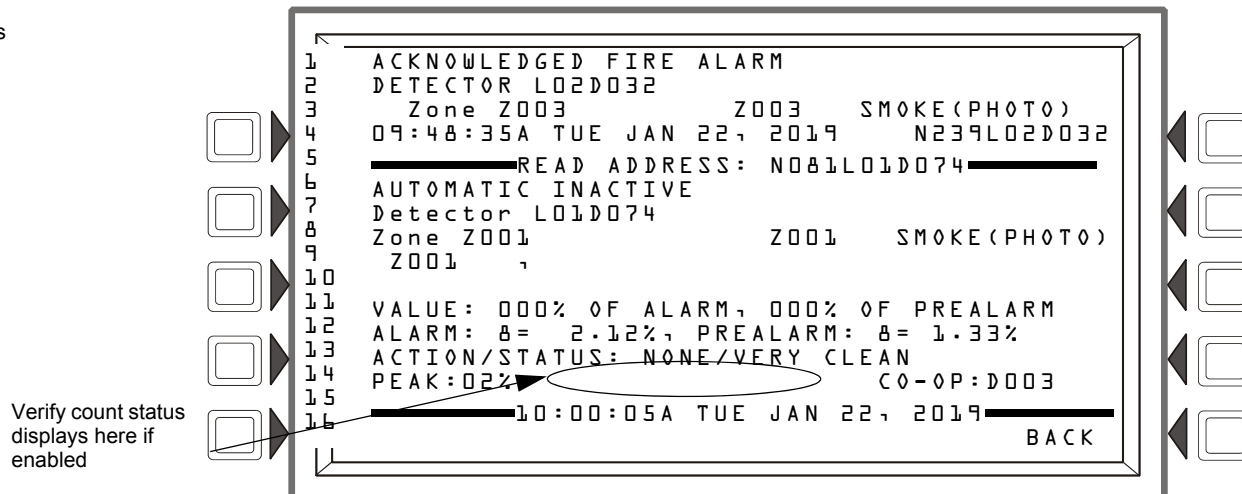 s
1 ACKNOWLEDGED FIRE ALARM
2 DETECTOR L02D032
3 Zone Z003 Z003 SMOKE(PHOTO)
4 09:48:35A TUE JAN 22, 2019 N239L02D032
5 READ ADDRESS: N081L01D074
6 AUTOMATIC INACTIVE
7 Detector L01D074
8 Zone Z001 Z001 SMOKE(PHOTO)
9 Z001 ,
10
11 VALUE: 000% OF ALARM, 000% OF PREALARM
12 ALARM: 8= 2.12%, PREALARM: 8= 1.33%
13 ACTION/STATUS: NONE/VERY CLEAN
14 PEAK:02% CO-OP:D003
15 10:00:05A TUE JAN 22, 2019
16 BACK
Verify count status
displays here if
enabled